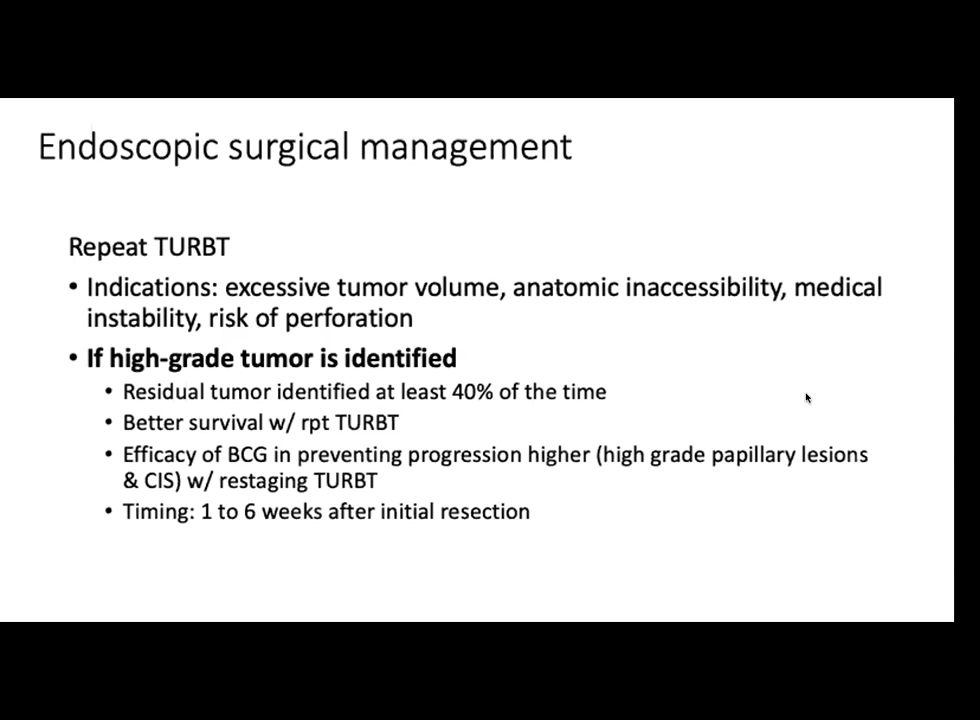 Endoscopic surgical management
Repeat TURBT
• Indications: excessive tumor volume, anatomic inaccessibility, medical
instability, risk of perforation
• If high-grade tumor is identified
• Residual tumor identified at least 40% of the time
• Better survival w/ rpt TURBT
• Efficacy of BCG in preventing progression higher (high grade papillary lesions
& CIS) w/ restaging TURBT
• Timing: 1 to 6 weeks after initial resection